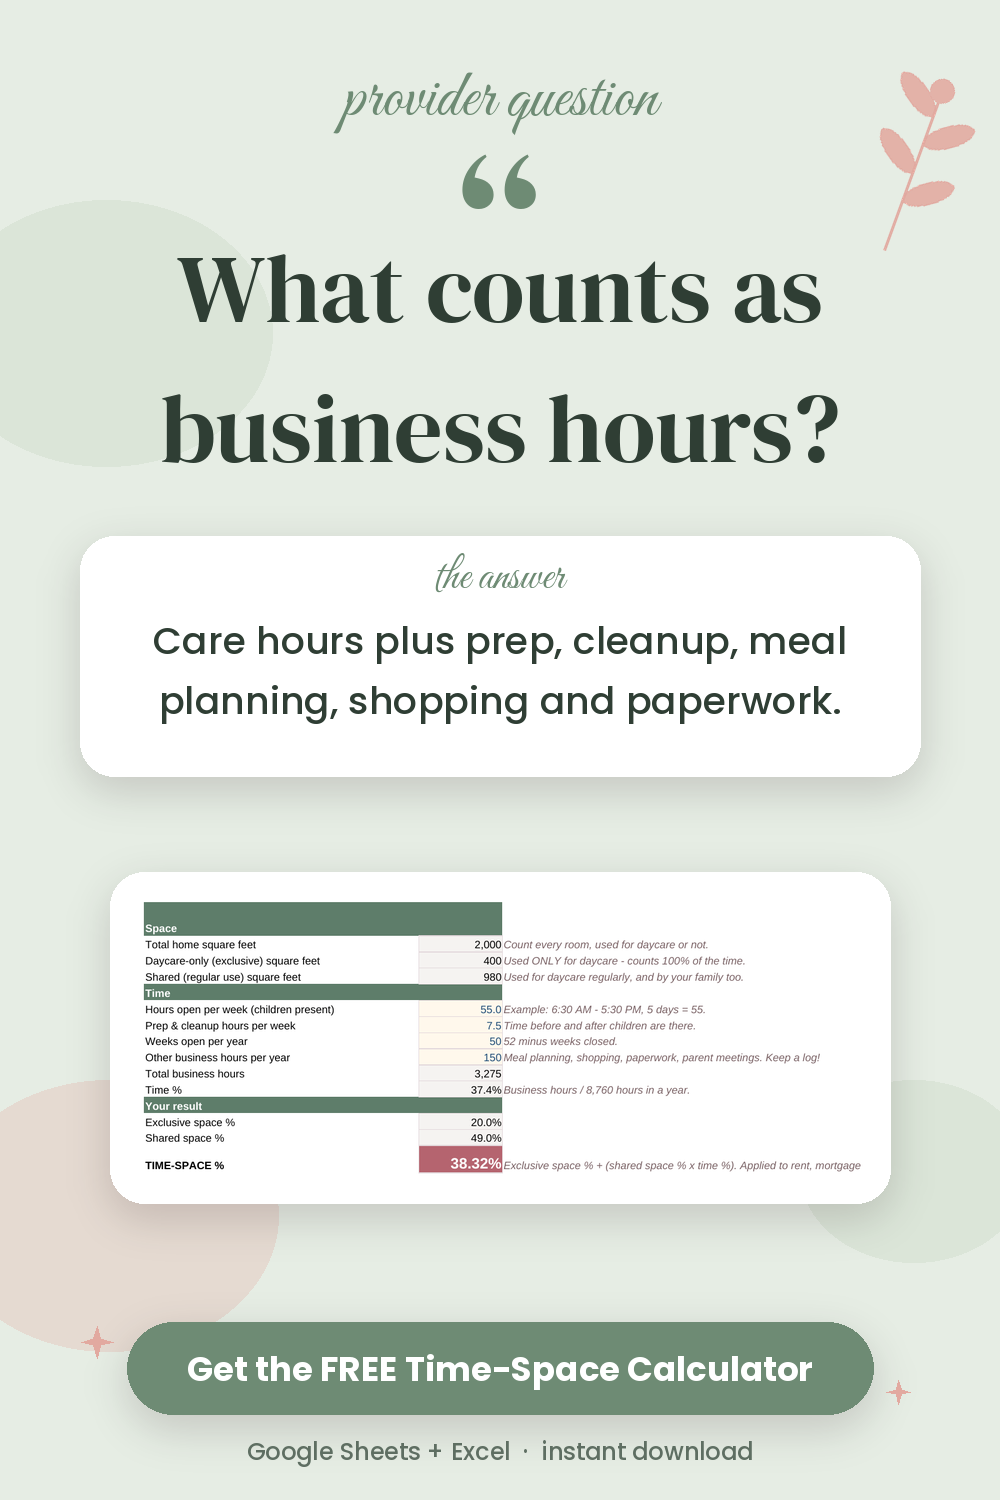 provider question
“
What counts as
business hours?
the answer
Care hours plus prep, cleanup, meal
planning, shopping and paperwork.
Space
Total home square feet 2,000 Count every room, used for daycare or not.
Daycare-only (exclusive) square feet 400 Used ONLY for daycare - counts 100% of the time.
Shared (regular use) square feet 980 Used for daycare regularly, and by your family too.
Time
Hours open per week (children present) 55.0 Example: 6:30 AM - 5:30 PM, 5 days = 55.
Prep & cleanup hours per week 7.5 Time before and after children are there.
Weeks open per year 50 52 minus weeks closed.
Other business hours per year 150 Meal planning, shopping, paperwork, parent meetings. Keep a log!
Total business hours 3,275
Time % 37.4% Business hours / 8,760 hours in a year.
Your result
Exclusive space % 20.0%
Shared space % 49.0%
TIME-SPACE % 38.32% Exclusive space % + (shared space % x time %). Applied to rent, mortgage
Get the FREE Time-Space Calculator
Google Sheets + Excel · instant download